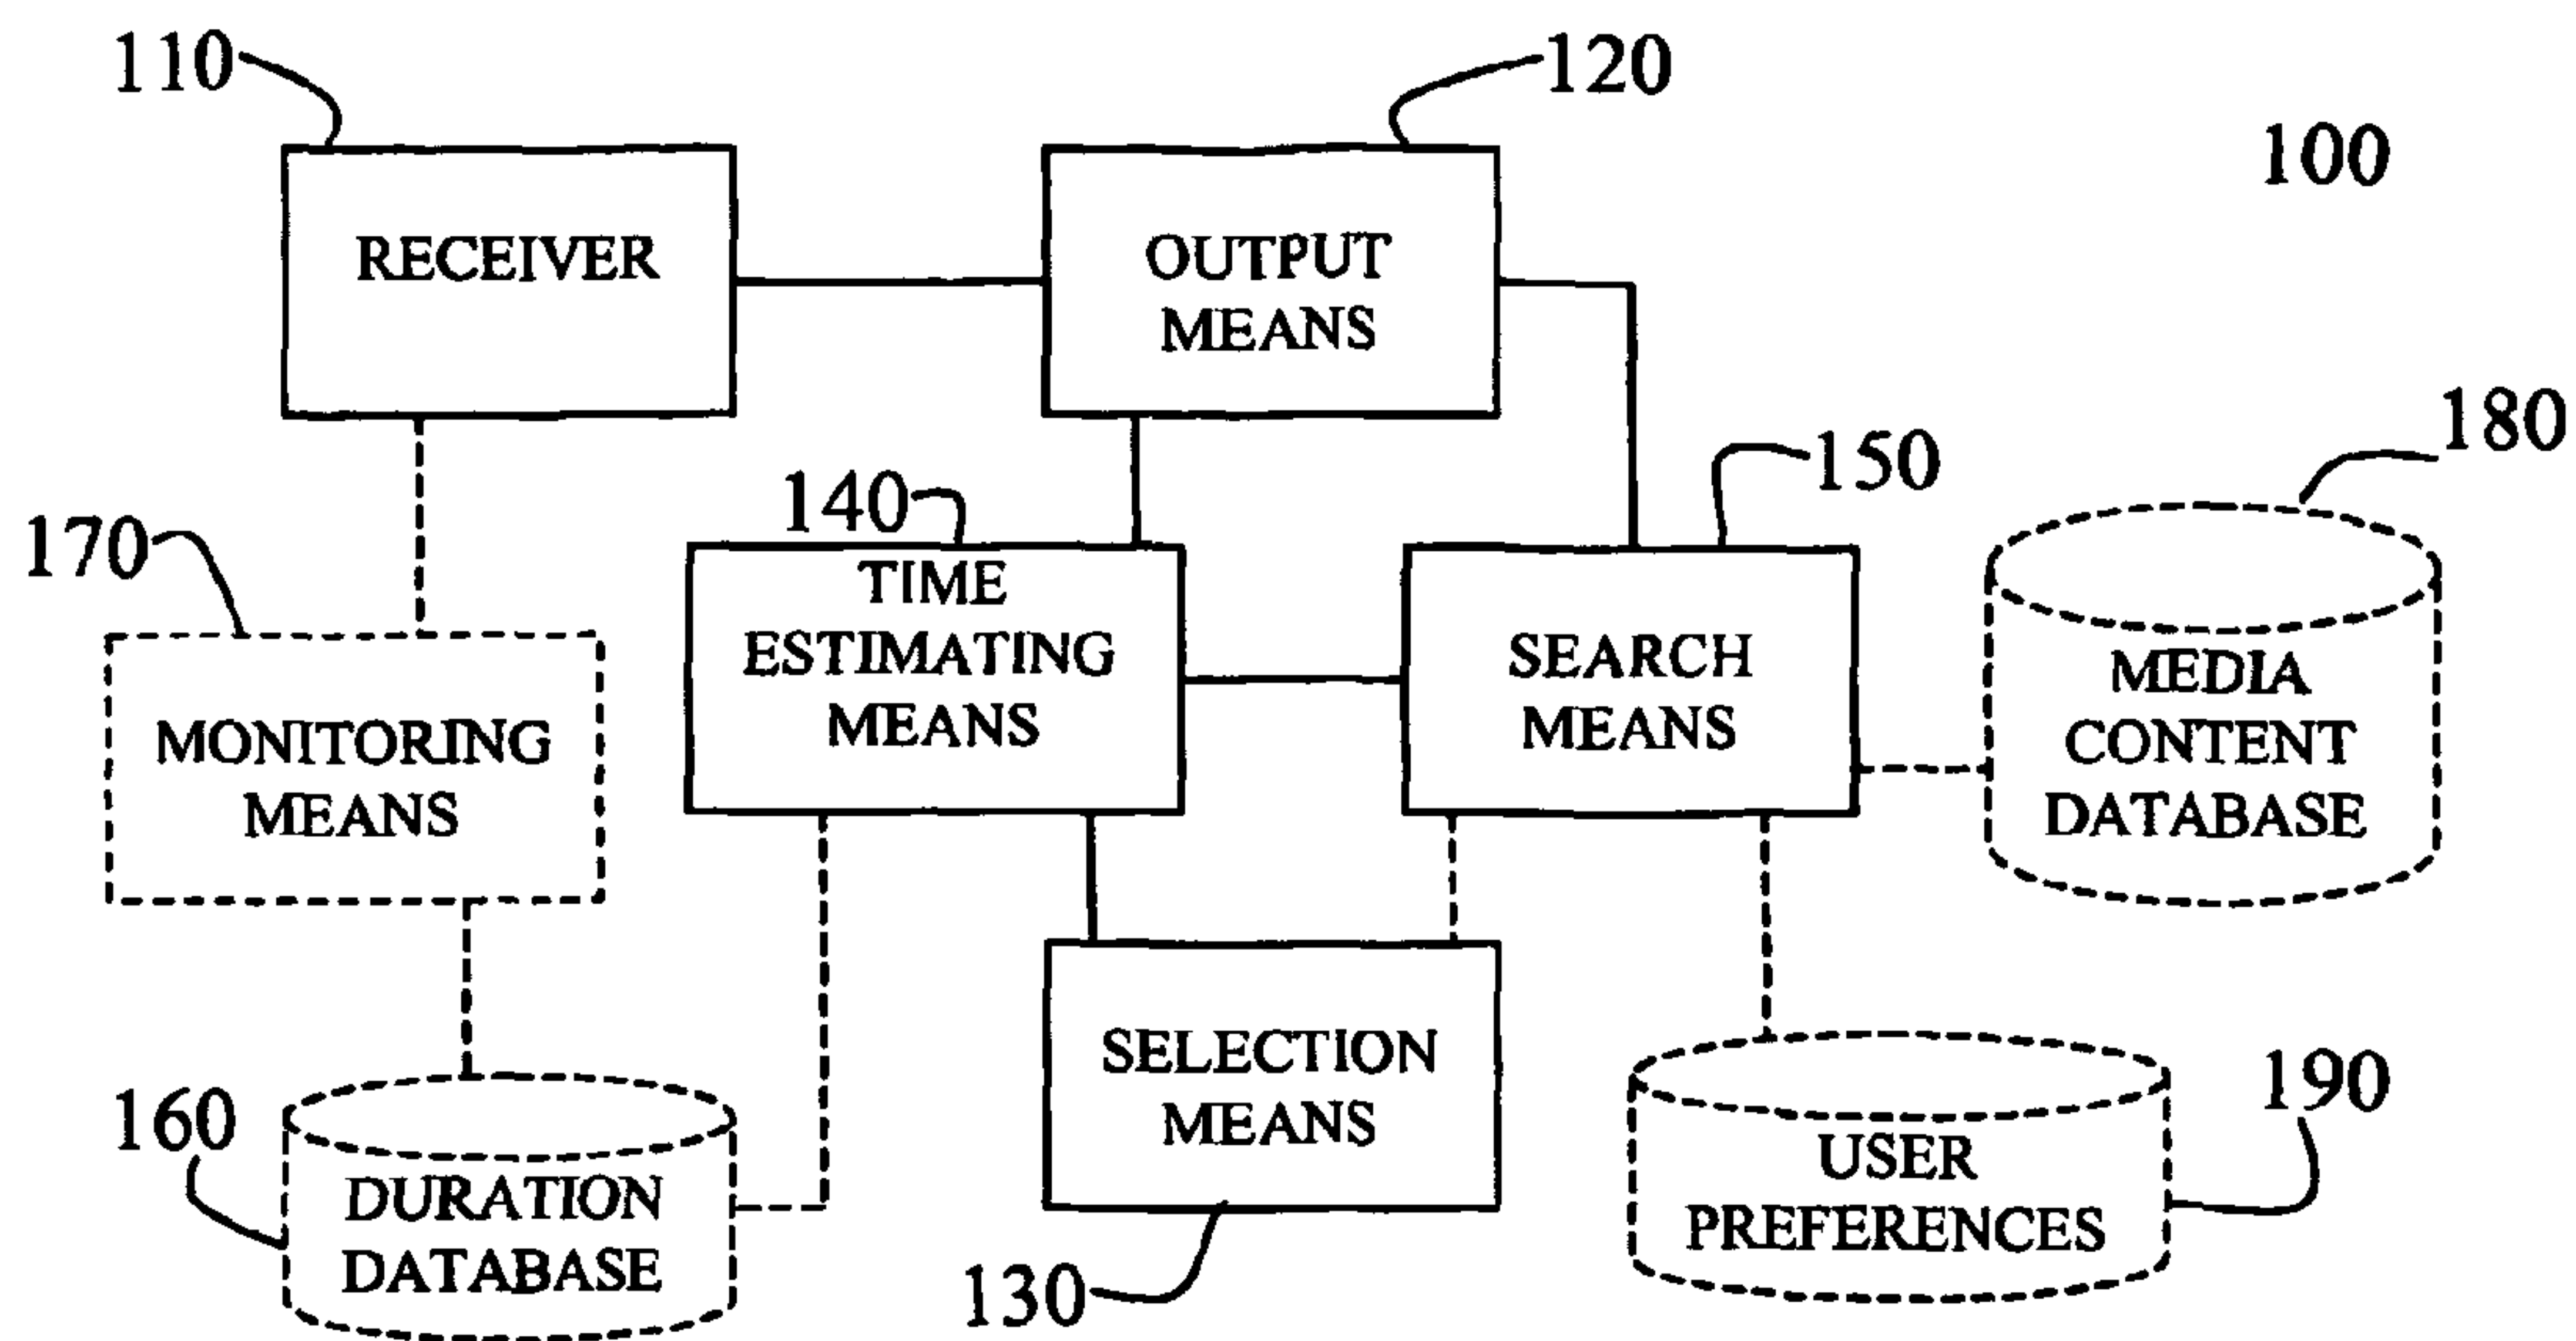 110
120
100
RECEIVER
OUTPUT
MEANS
180
150
140
170
TIME
ESTIMATING
MEANS
SEARCH
MEANS
MEDIA
CONTENT
DATABASE
MONITORING
MEANS
SELECTION
MEANS
190
160
USER
PREFERENCES
DURATION
DATABASE
130